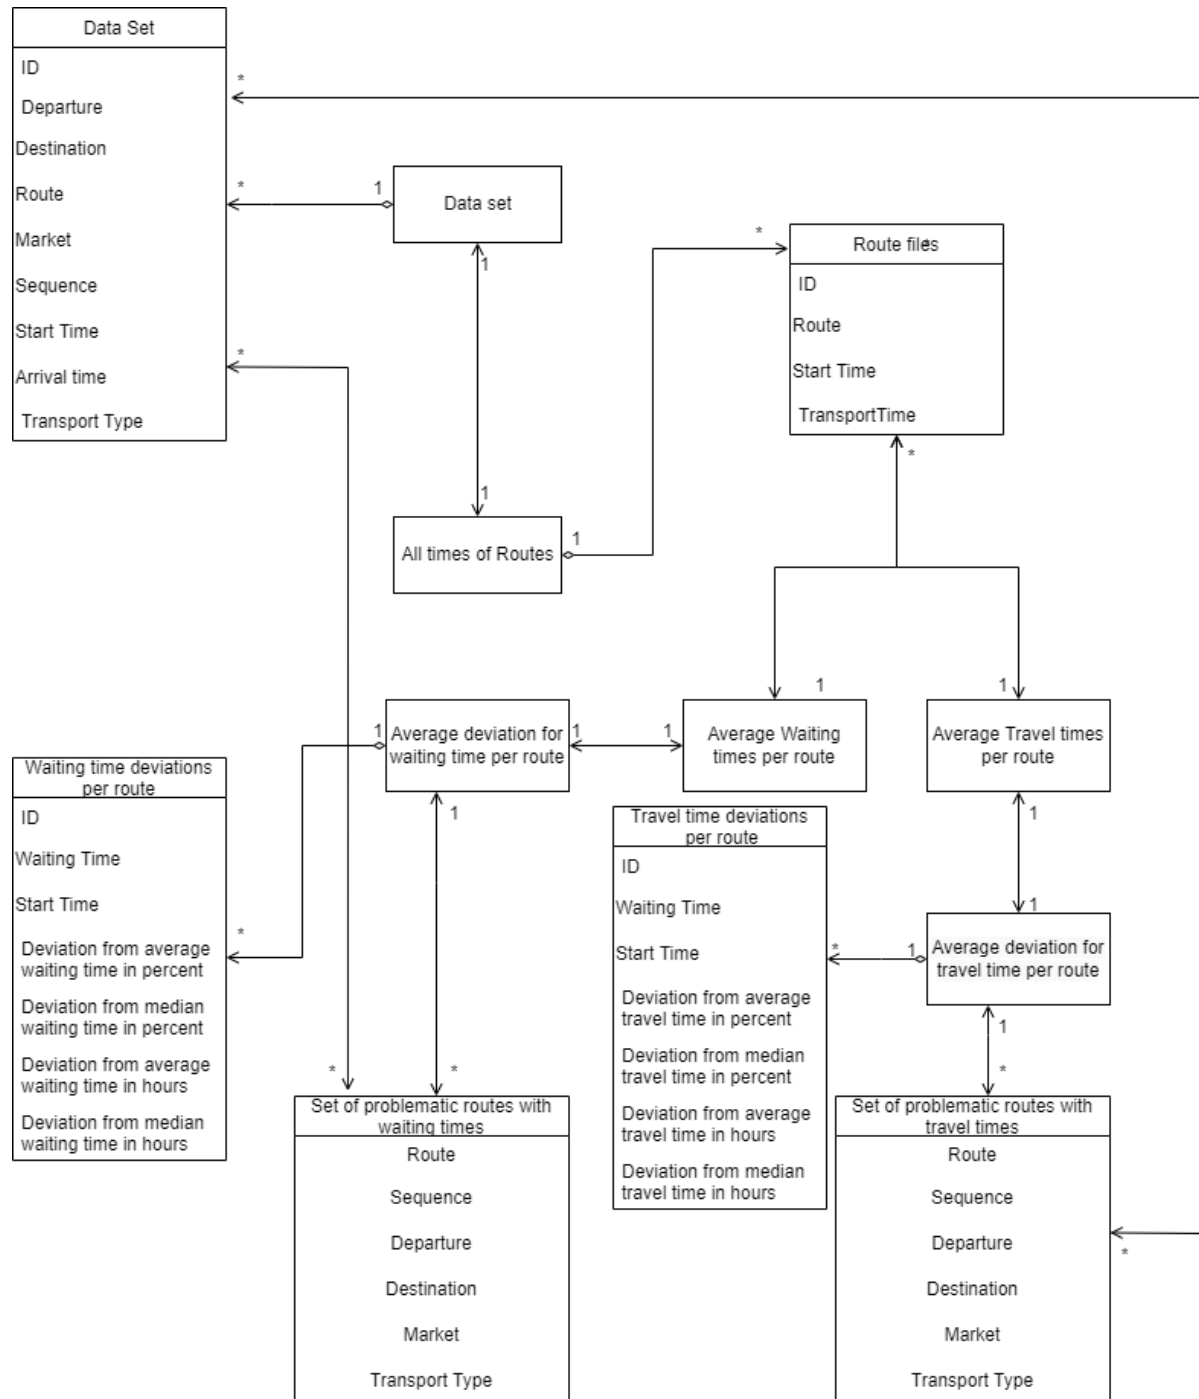 Data Set
ID
Departure
Destination
Route
Market
Sequence
Start Time
Arrival time
Transport Type
*
*
1
*
Data set
1
1
All times of Routes
1
*
Route files
ID
Route
Start Time
TransportTime
*
1
1
Average deviation for
waiting time per route
1
1
1
Average Waiting
times per route
Average Travel times
per route
1
1
1
Waiting time deviations
per route
ID
Waiting Time
Start Time
Deviation from average
waiting time in percent
Deviation from median
waiting time in percent
Deviation from average
waiting time in hours
Deviation from median
waiting time in hours
*
Travel time deviations
per route
ID
Waiting Time
Start Time
Deviation from average
travel time in percent
Deviation from median
travel time in percent
Deviation from average
travel time in hours
Deviation from median
travel time in hours
*
1
Average deviation for
travel time per route
1
*
*
*
Set of problematic routes with
waiting times
Route
Sequence
Departure
Destination
Market
Transport Type
Set of problematic routes with
travel times
Route
Sequence
Departure
Destination
Market
Transport Type
*